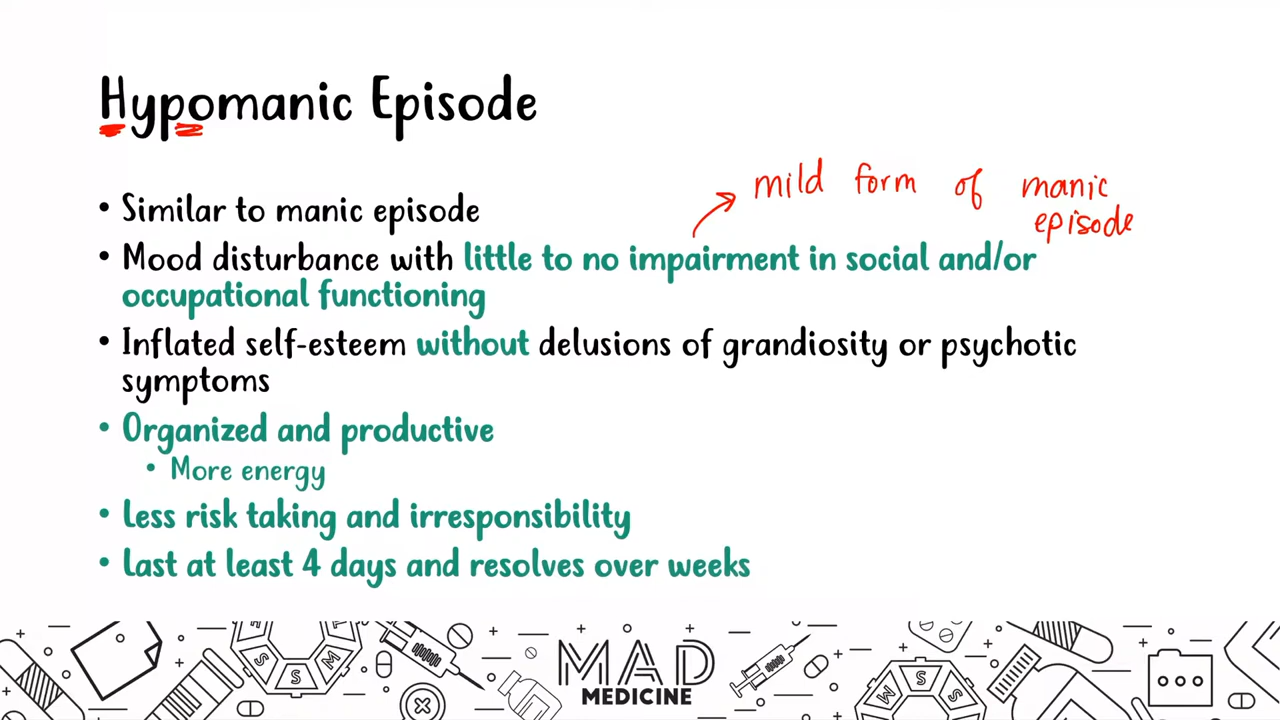 Hypomanic Episode
mild form of manic
episode
• Similar to manic episode
• Mood disturbance with little to no impairment in social and/or
occupational functioning
• Inflated self-esteem without delusions of grandiosity or psychotic
symptoms
• Organized and productive
• More energy
• Less risk taking and irresponsibility
• Last at least 4 days and resolves over weeks
MAD
MEDICINE